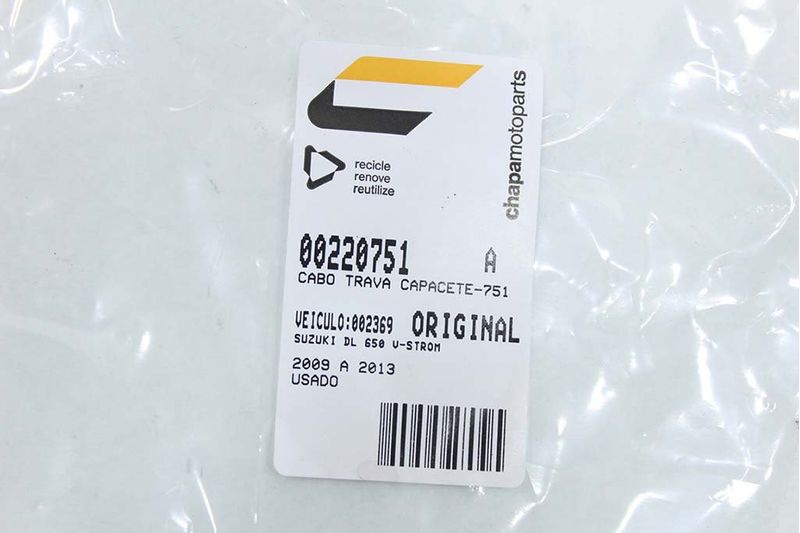 chapamotoparts
recicle
renove
reutilize
00220751 A
CABO TRAVA CAPACETE-751
VEICULO:002369 ORIGINAL
SUZUKI DL 650 V-STROM
2009 A 2013
USADO